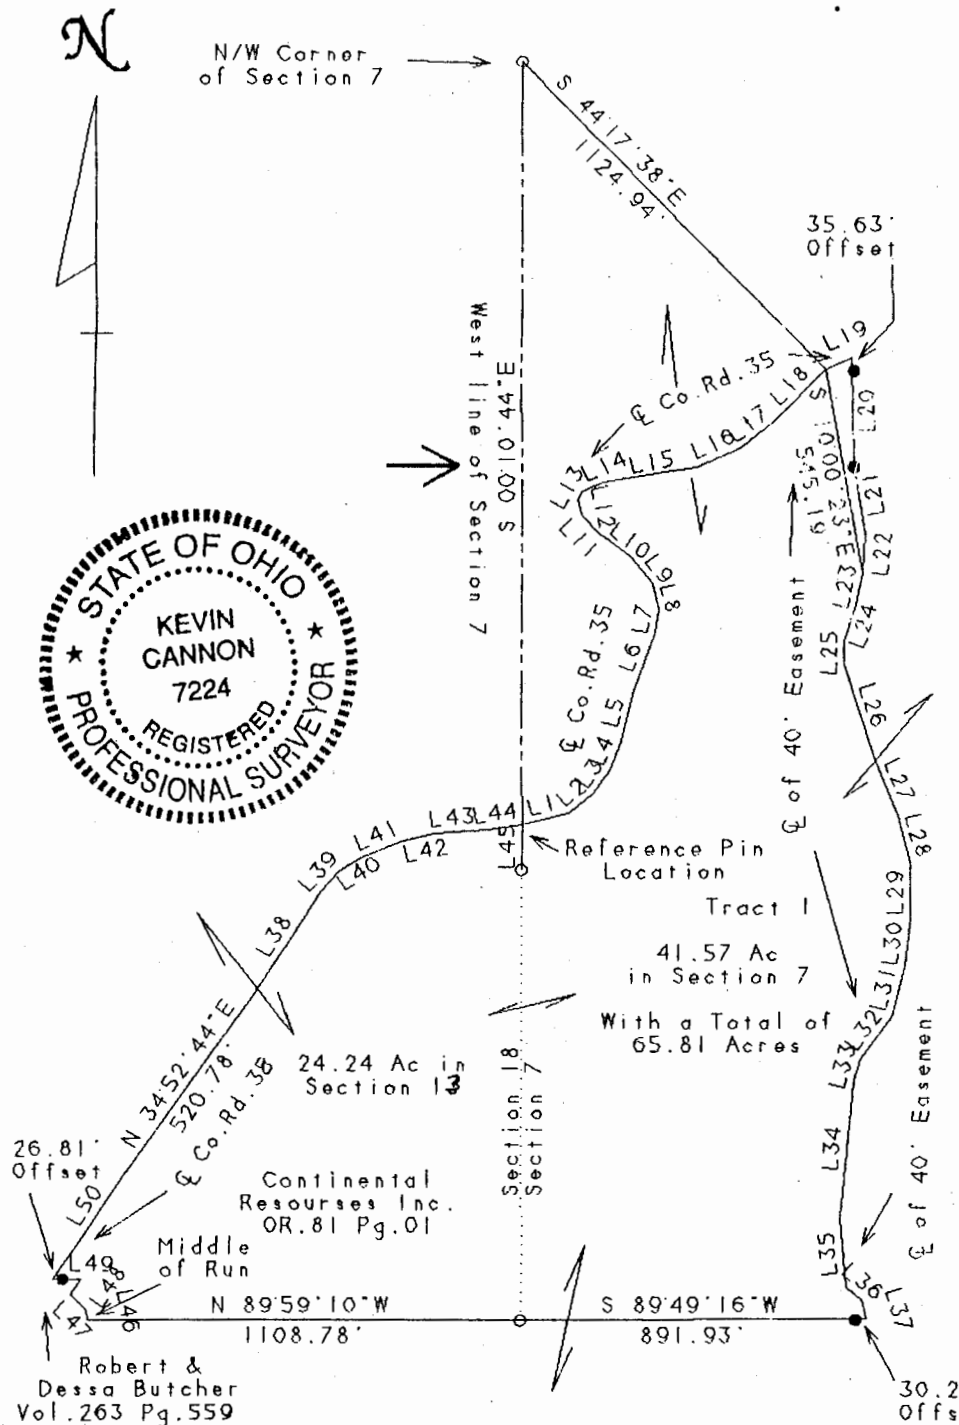 N
N/W Corner
of Section 7
S 44°17'38"E
1124.94'
35.63'
Offset
West line of Section 7
S 00°10'44"E
℄ Co.Rd.35
L19
L18
L17
L16
L15
L14
L13
L12
L11
L10
L9
L8
L7
L6
L5
L4
L3
L2
L1
L20
L21
L22
L23
L24
L25
L26
L27
L28
L29
L30
L31
L32
L33
L34
L35
L36
L37
S 10°00'23"E
545.19'
℄ of 40' Easement
STATE OF OHIO
KEVIN
CANNON
7224
REGISTERED
PROFESSIONAL SURVEYOR
℄ Co.Rd.35
L45
L44
L43
L42
L41
L40
L39
L38
Reference Pin
Location
Tract 1
41.57 Ac
in Section 7
With a Total of
65.81 Acres
N 34°52'44"E
520.78'
℄ Co.Rd.38
24.24 Ac in
Section 13
Section 18
Section 7
℄ of 40' Easement
26.81'
Offset
L50
L49
L48
L47
L46
Continental
Resourses Inc.
OR.81 Pg.01
Middle
of Run
N 89°59'10"W
1108.78'
S 89°49'16"W
891.93'
Robert &
Dessa Butcher
Vol.263 Pg.559
30.2
Offs